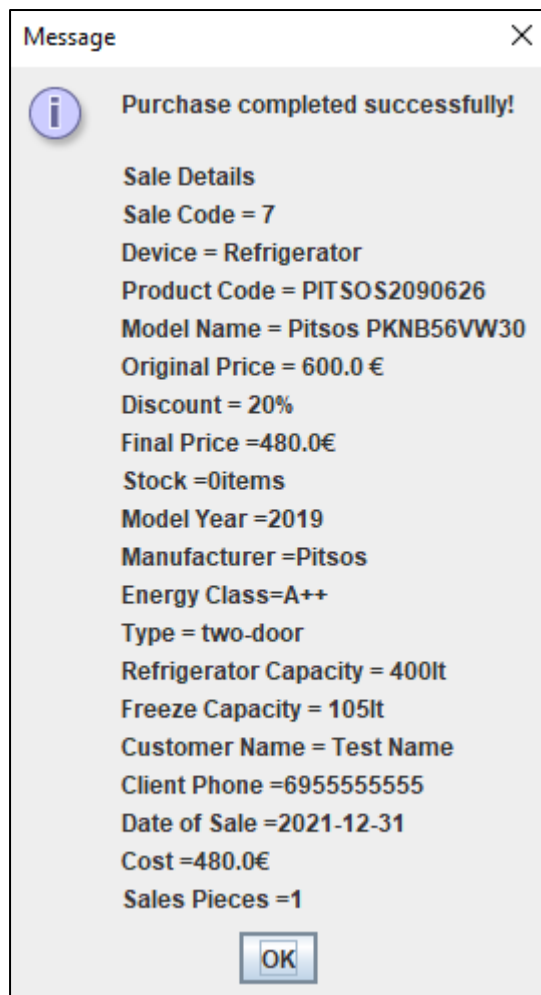 Message
Purchase completed successfully!
Sale Details
Sale Code = 7
Device = Refrigerator
Product Code = PITSOS2090626
Model Name = Pitsos PKNB56VW30
Original Price = 600.0 €
Discount = 20%
Final Price =480.0€
Stock =0items
Model Year =2019
Manufacturer =Pitsos
Energy Class=A++
Type = two-door
Refrigerator Capacity = 400lt
Freeze Capacity = 105lt
Customer Name = Test Name
Client Phone =6955555555
Date of Sale =2021-12-31
Cost =480.0€
Sales Pieces =1
OK